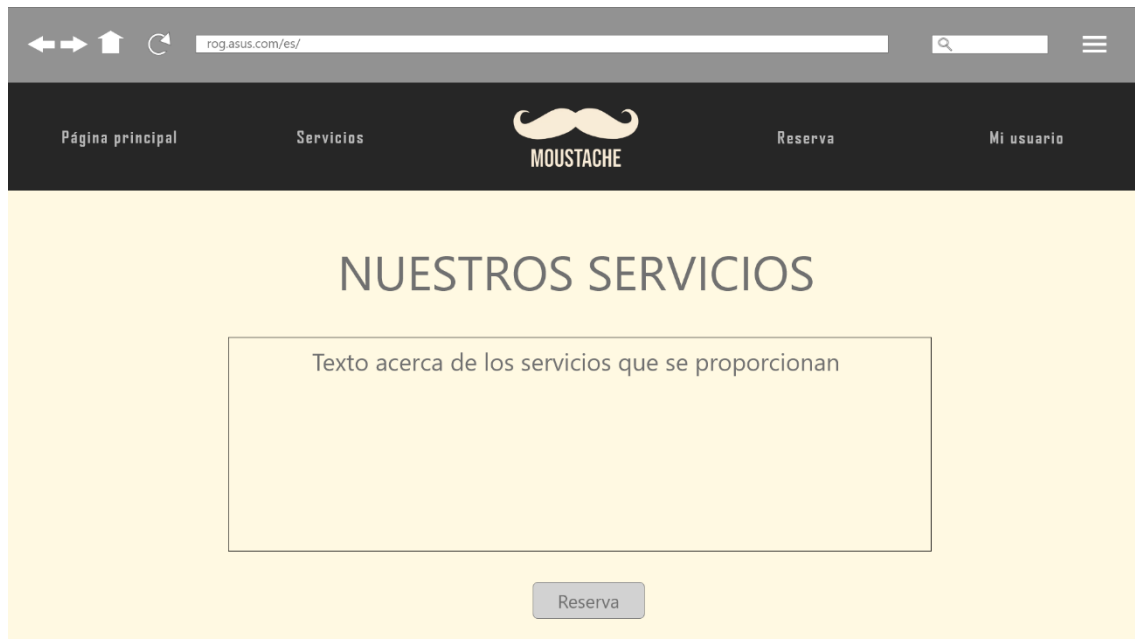 rog.asus.com/es/
Página principal
Servicios
MOUSTACHE
Reserva
Mi usuario
NUESTROS SERVICIOS
Texto acerca de los servicios que se proporcionan
Reserva